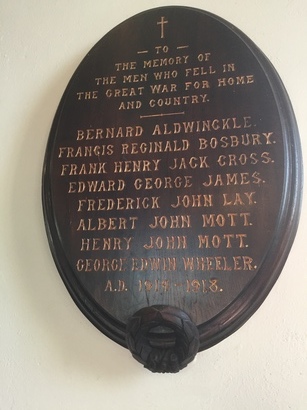 — TO —
THE MEMORY OF
THE MEN WHO FELL IN
THE GREAT WAR FOR HOME
AND COUNTRY.
BERNARD ALDWINCKLE.
FRANCIS REGINALD BOSBURY.
FRANK HENRY JACK CROSS.
EDWARD GEORGE JAMES.
FREDERICK JOHN LAY.
ALBERT JOHN MOTT.
HENRY JOHN MOTT.
GEORGE EDWIN WHEELER.
A.D. 1914-1918.